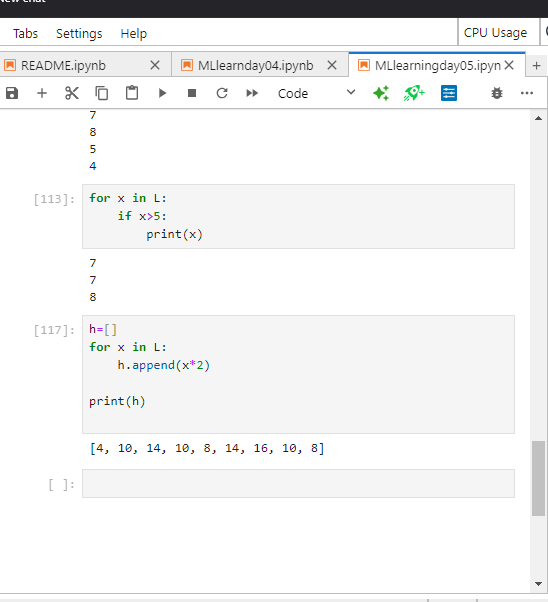 Tabs Settings Help CPU Usage
README.ipynb MLlearnday04.ipynb MLlearningday05.ipyn
Code
7
8
5
4
[113]: for x in L:
if x>5:
print(x)
7
7
8
[117]: h=[]
for x in L:
h.append(x*2)
print(h)
[4, 10, 14, 10, 8, 14, 16, 10, 8]
[ ]: